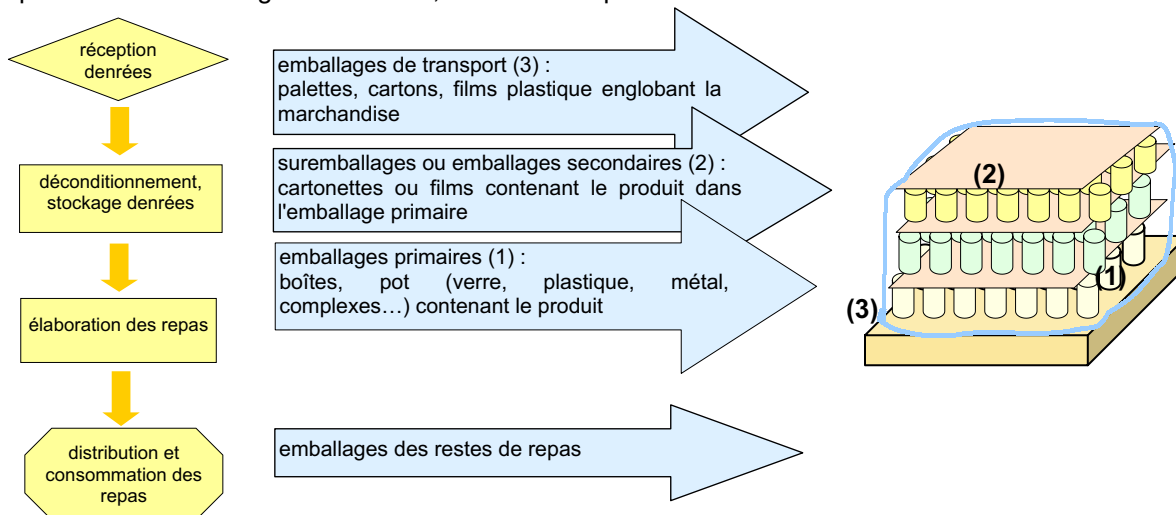 réception
denrées
emballages de transport (3) :
palettes, cartons, films plastique englobant la
marchandise
déconditionnement,
stockage denrées
suremballages ou emballages secondaires (2) :
cartonettes ou films contenant le produit dans
l'emballage primaire
élaboration des repas
emballages primaires (1) :
boîtes, pot (verre, plastique, métal,
complexes…) contenant le produit
distribution et
consommation des
repas
emballages des restes de repas
(2)
(1)
(3)